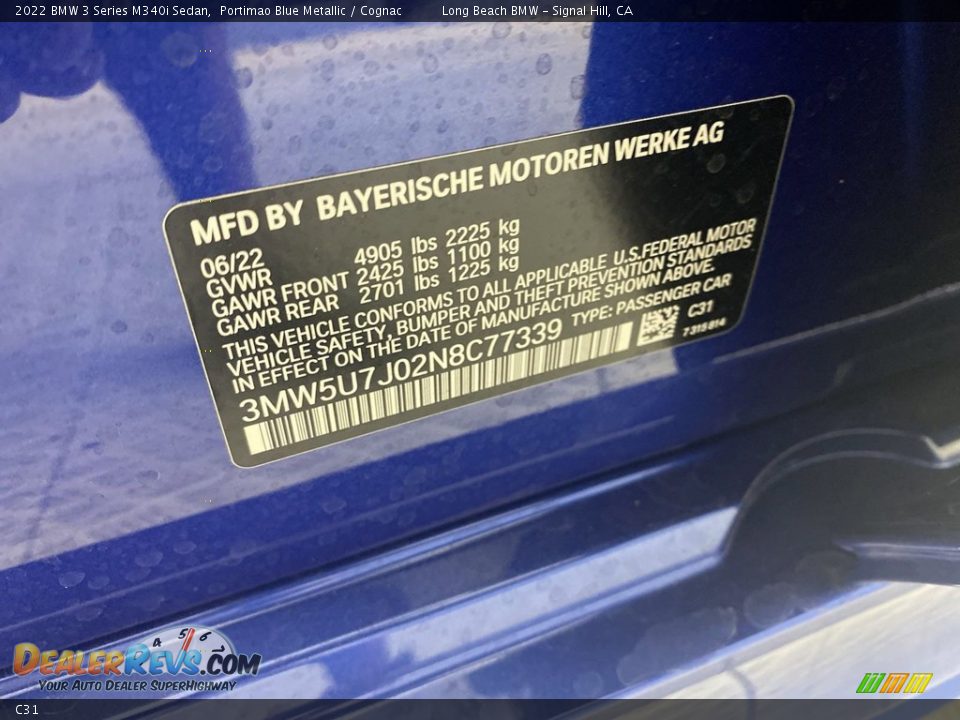 2022 BMW 3 Series M340i Sedan, Portimao Blue Metallic / Cognac Long Beach BMW - Signal Hill, CA
MFD BY BAYERISCHE MOTOREN WERKE AG
06/22
GVWR 4905 lbs 2225 kg
GAWR FRONT 2425 lbs 1100 kg
GAWR REAR 2701 lbs 1225 kg
THIS VEHICLE CONFORMS TO ALL APPLICABLE U.S.FEDERAL MOTOR
VEHICLE SAFETY, BUMPER AND THEFT PREVENTION STANDARDS
IN EFFECT ON THE DATE OF MANUFACTURE SHOWN ABOVE.
3MW5U7J02N8C77339 TYPE: PASSENGER CAR
C31
7315814
4 5 6
DEALERREVS.COM
YOUR AUTO DEALER SUPERHIGHWAY
C31